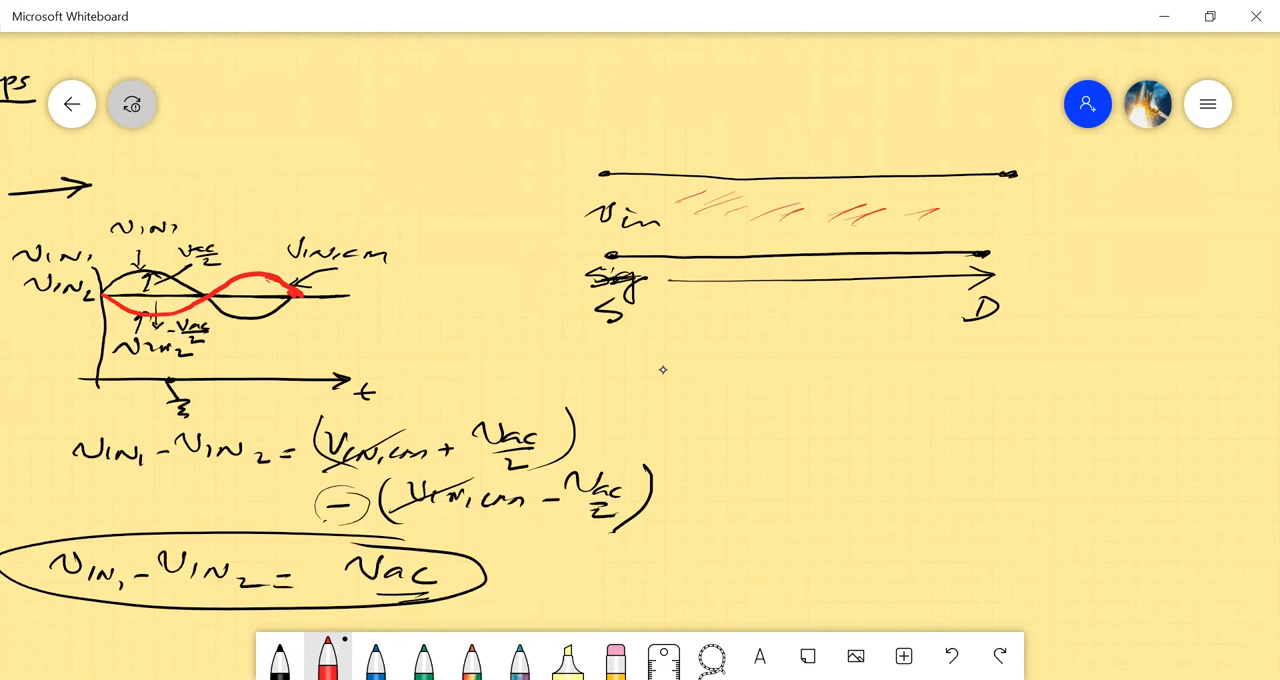 Microsoft Whiteboard
ps
VIN1
VIN1
VIN2
vac/2
VIN,CM
-vac/2
VIN2
t
vin
S
D
VIN1 - VIN2 = (VIN,CM + Vac/2)
- (VIN,CM - Vac/2)
VIN1 - VIN2 = Vac
A